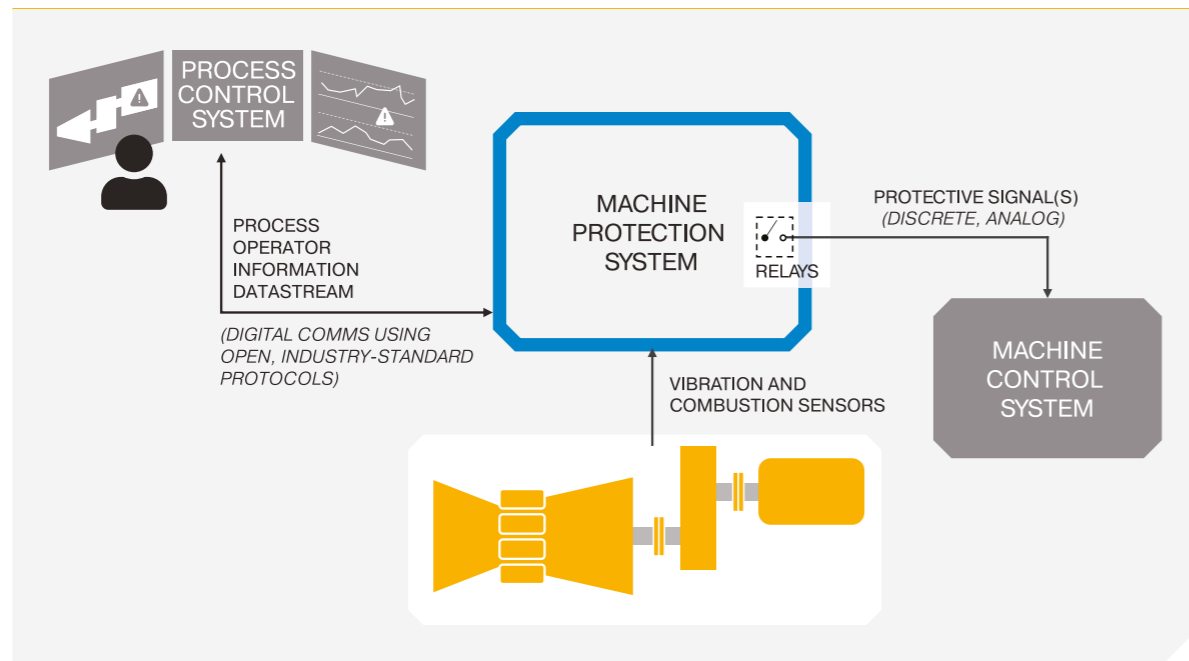 PROCESS
CONTROL
SYSTEM
MACHINE
PROTECTION
SYSTEM
RELAYS
PROTECTIVE SIGNAL(S)
(DISCRETE, ANALOG)
PROCESS
OPERATOR
INFORMATION
DATASTREAM
(DIGITAL COMMS USING
OPEN, INDUSTRY-STANDARD
PROTOCOLS)
MACHINE
CONTROL
SYSTEM
VIBRATION AND
COMBUSTION SENSORS